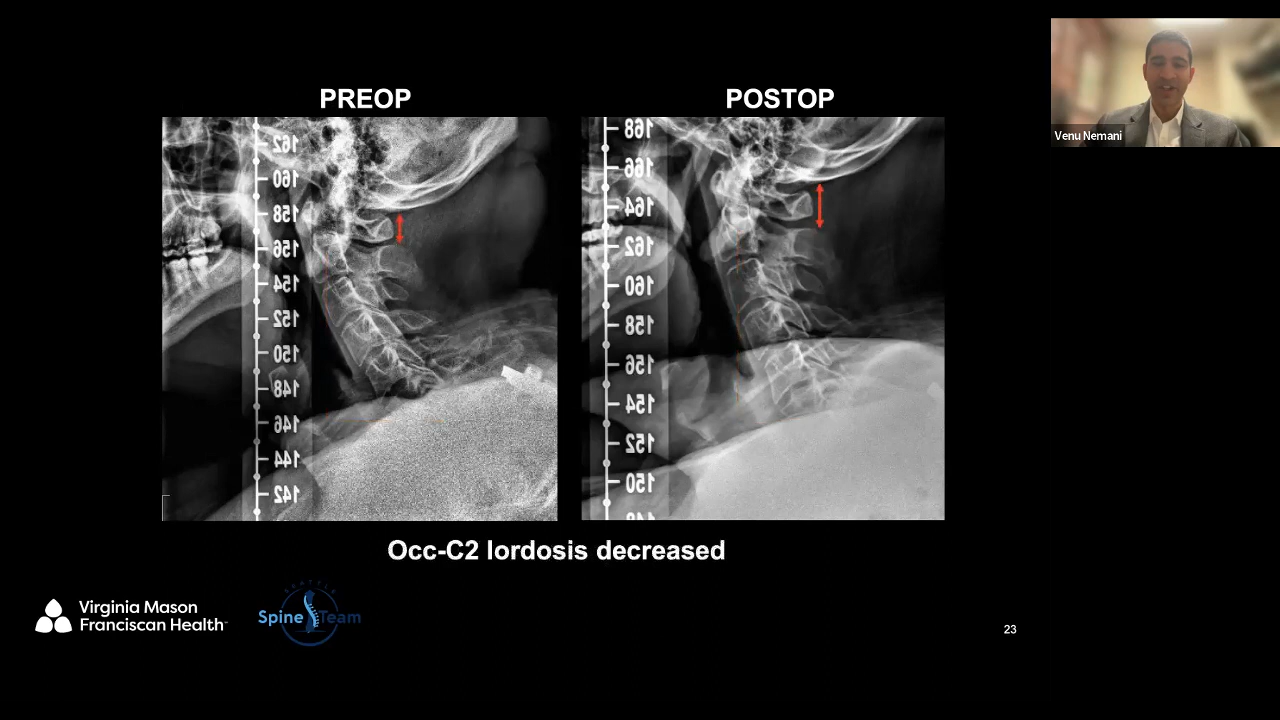 PREOP
POSTOP
Venu Nemani
162
160
158
156
154
152
150
148
146
144
142
168
166
164
162
160
158
156
154
152
150
Occ-C2 lordosis decreased
Virginia Mason
Franciscan Health
SEATTLE
Spine Team
23